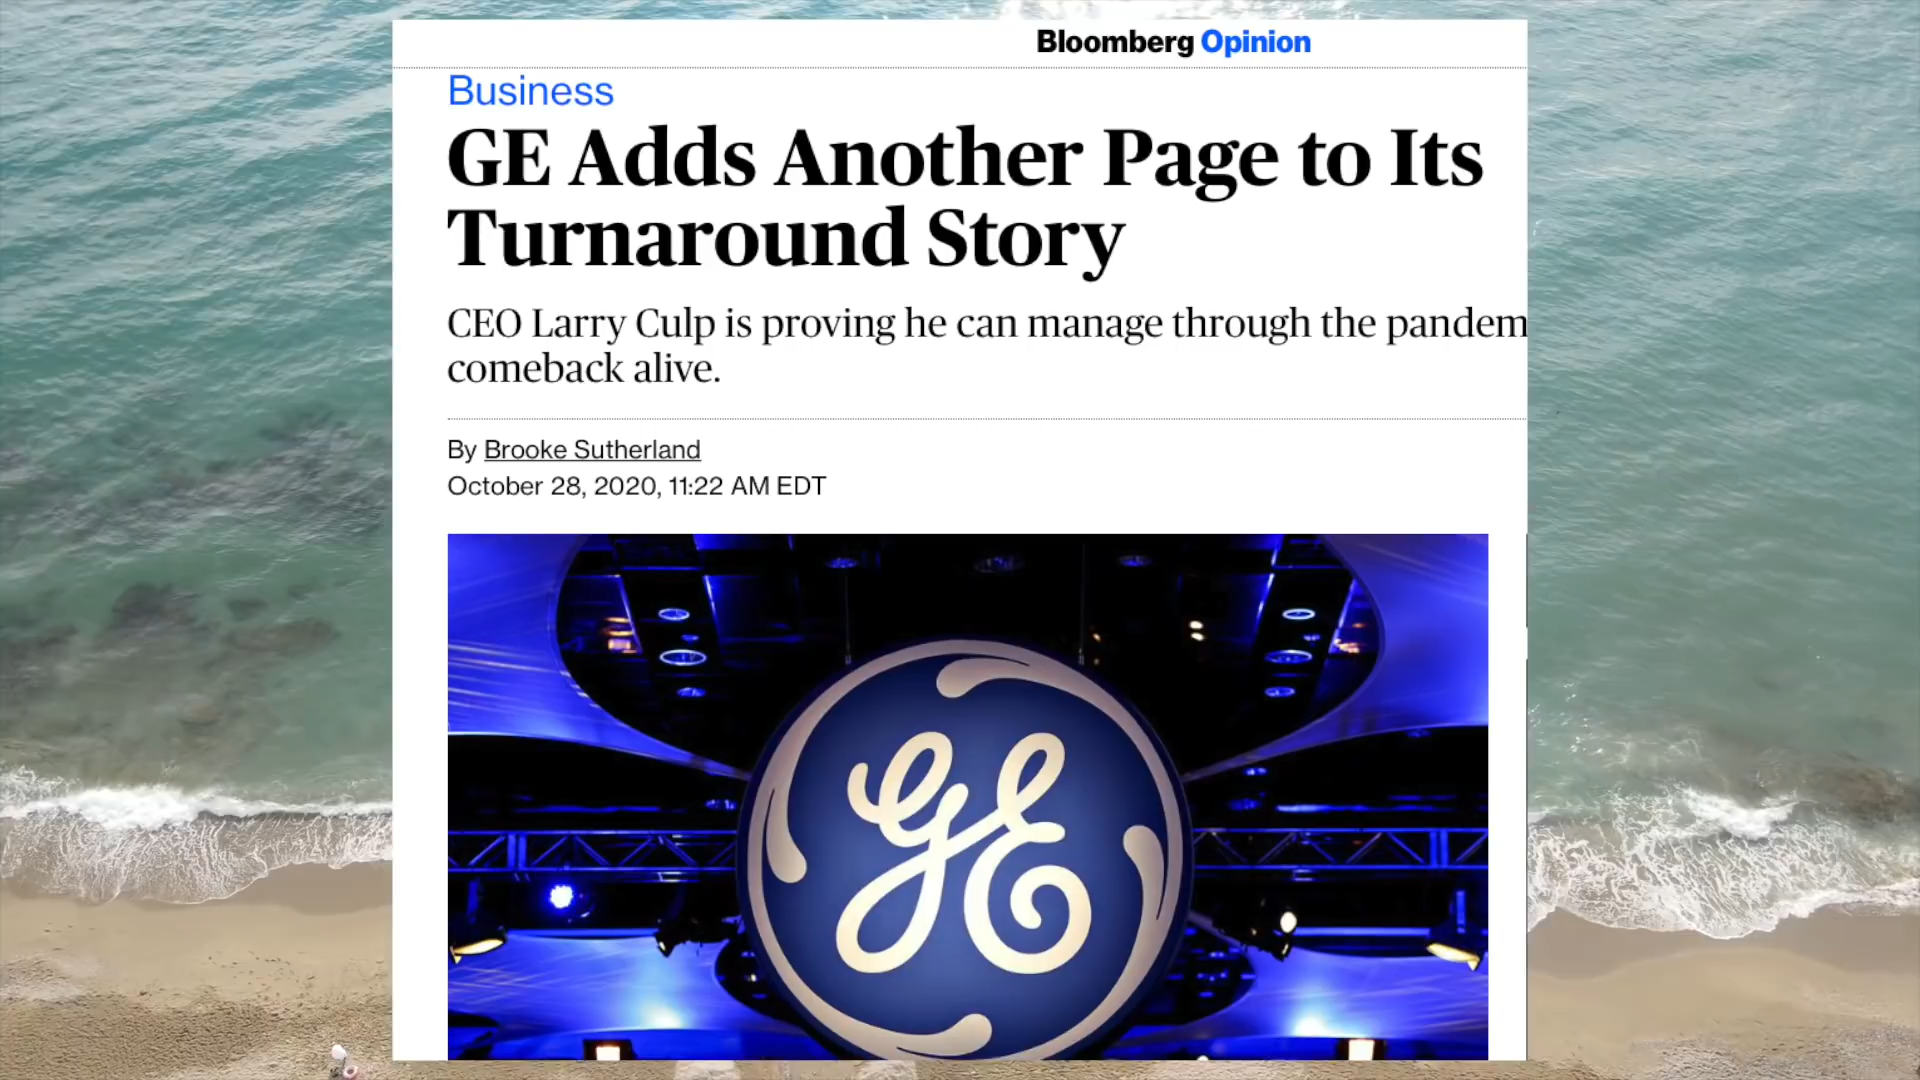 Bloomberg Opinion
Business
GE Adds Another Page to Its
Turnaround Story
CEO Larry Culp is proving he can manage through the pandem
comeback alive.
By Brooke Sutherland
October 28, 2020, 11:22 AM EDT
GE